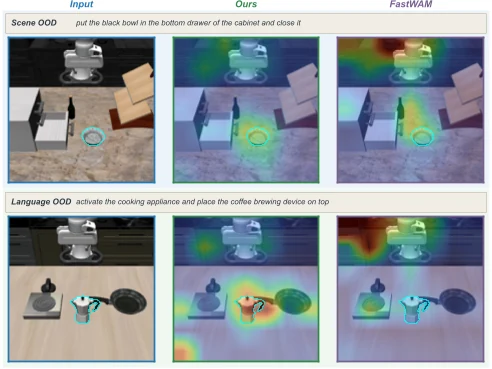 Input Ours FastWAM
Scene OOD put the black bowl in the bottom drawer of the cabinet and close it
Language OOD activate the cooking appliance and place the coffee brewing device on top